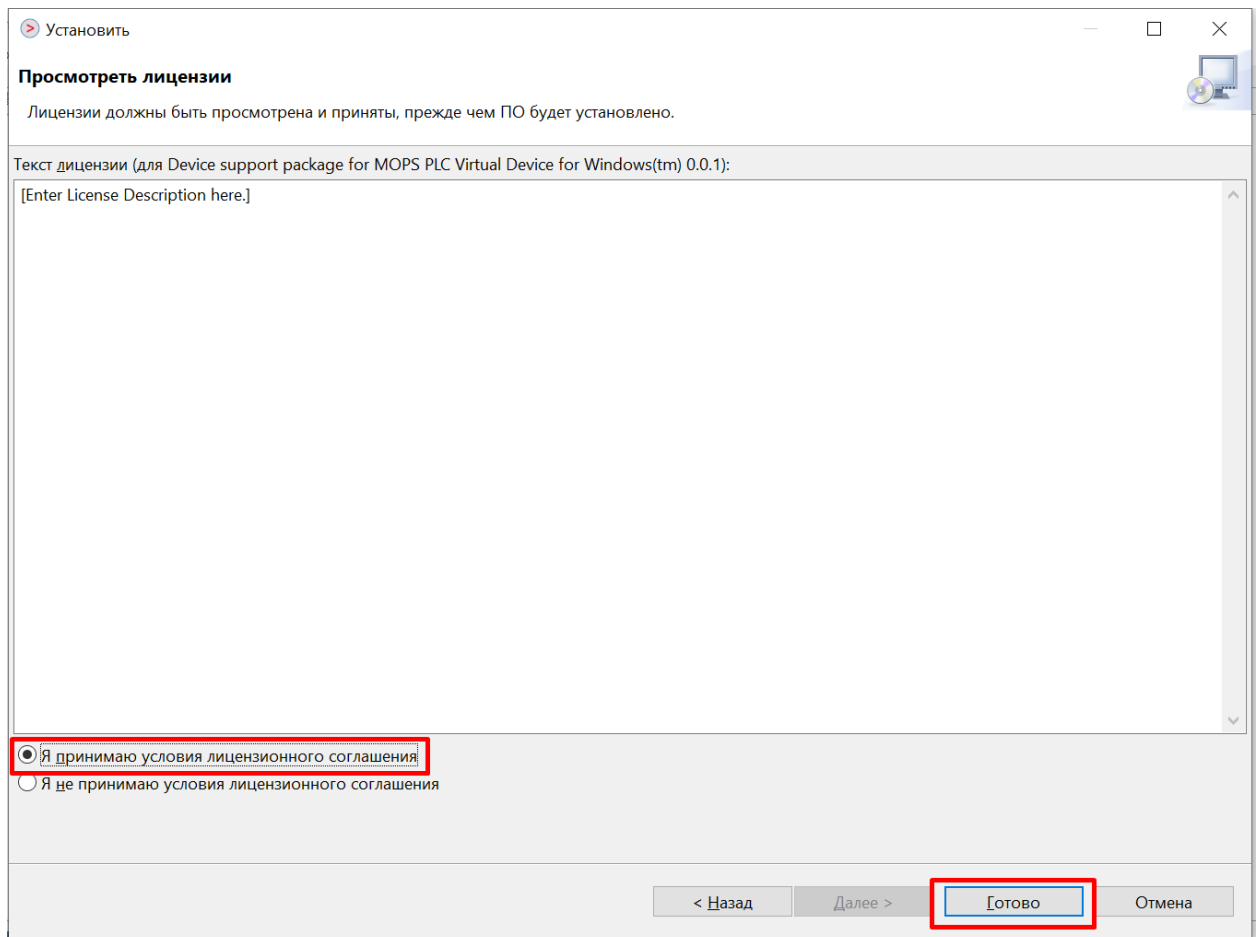 Установить
Просмотреть лицензии
Лицензии должны быть просмотрена и приняты, прежде чем ПО будет установлено.
Текст лицензии (для Device support package for MOPS PLC Virtual Device for Windows(tm) 0.0.1):
[Enter License Description here.]
Я принимаю условия лицензионного соглашения
Я не принимаю условия лицензионного соглашения
< Назад Далее > Готово Отмена